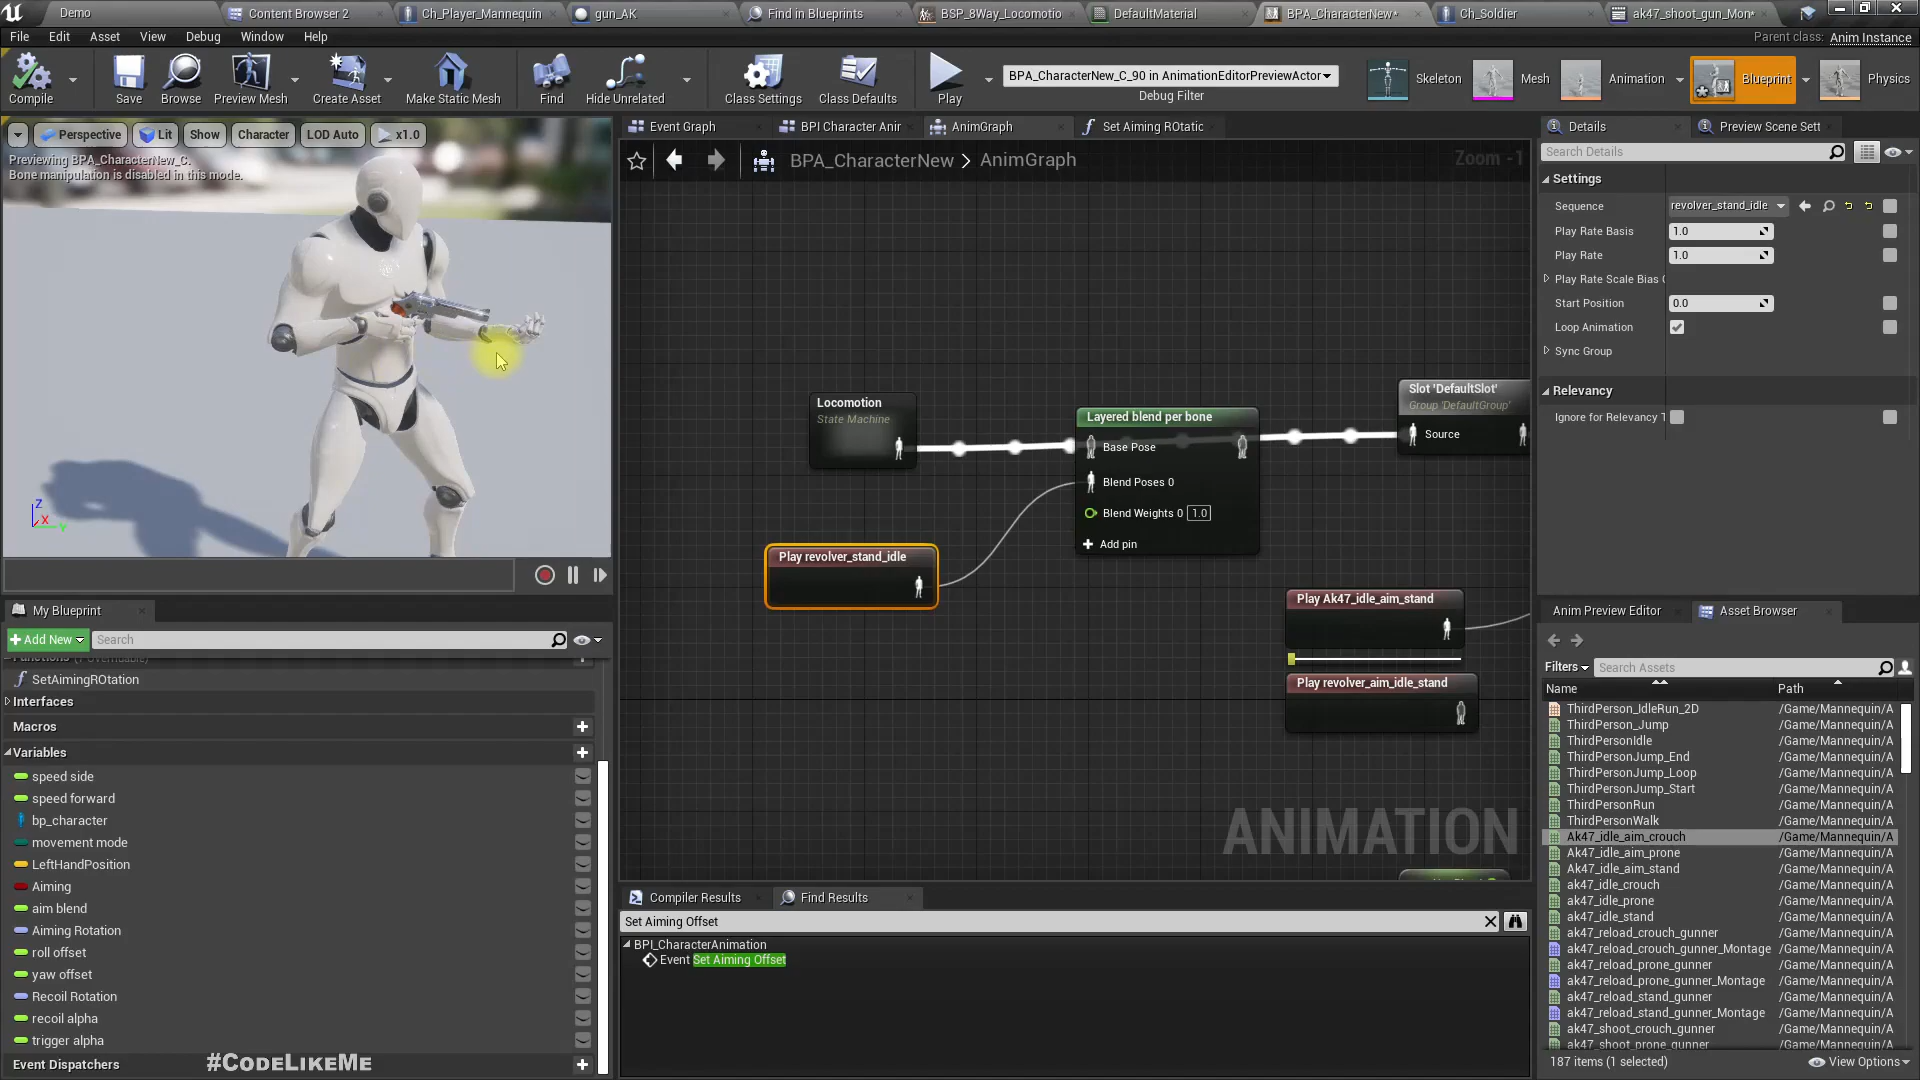 Demo
Content Browser 2
Ch_Player_Mannequin
gun_AK
Find in Blueprints
BSP_8Way_Locomotio
DefaultMaterial
BPA_CharacterNew*
Ch_Soldier
ak47_shoot_gun_Mon*
File
Edit
Asset
View
Debug
Window
Help
Parent class: Anim Instance
Compile
Save
Browse
Preview Mesh
Create Asset
Make Static Mesh
Find
Hide Unrelated
Class Settings
Class Defaults
Play
BPA_CharacterNew_C_90 in AnimationEditorPreviewActor
Debug Filter
Skeleton
Mesh
Animation
Blueprint
Physics
Perspective
Lit
Show
Character
LOD Auto
x1.0
Previewing BPA_CharacterNew_C.
Bone manipulation is disabled in this mode.
Z
X
Y
Event Graph
BPI Character Anir
AnimGraph
Set Aiming ROtatic
BPA_CharacterNew > AnimGraph
Zoom -1
Locomotion
State Machine
Layered blend per bone
Base Pose
Blend Poses 0
Blend Weights 0 1.0
Add pin
Slot 'DefaultSlot'
Group 'DefaultGroup'
Source
Play revolver_stand_idle
Play Ak47_idle_aim_stand
Play revolver_aim_idle_stand
ANIMATION
Details
Preview Scene Sett
Search Details
Settings
Sequence
revolver_stand_idle
Play Rate Basis
1.0
Play Rate
1.0
Play Rate Scale Bias C
Start Position
0.0
Loop Animation
Sync Group
Relevancy
Ignore for Relevancy T
My Blueprint
Add New
Search
Functions (1 Overridable)
SetAimingROtation
Interfaces
Macros
Variables
speed side
speed forward
bp_character
movement mode
LeftHandPosition
Aiming
aim blend
Aiming Rotation
roll offset
yaw offset
Recoil Rotation
recoil alpha
trigger alpha
Event Dispatchers
#CodeLikeMe
Compiler Results
Find Results
Set Aiming Offset
BPI_CharacterAnimation
Event Set Aiming Offset
Anim Preview Editor
Asset Browser
Filters
Search Assets
Name
Path
ThirdPerson_IdleRun_2D /Game/Mannequin/A
ThirdPerson_Jump /Game/Mannequin/A
ThirdPersonIdle /Game/Mannequin/A
ThirdPersonJump_End /Game/Mannequin/A
ThirdPersonJump_Loop /Game/Mannequin/A
ThirdPersonJump_Start /Game/Mannequin/A
ThirdPersonRun /Game/Mannequin/A
ThirdPersonWalk /Game/Mannequin/A
Ak47_idle_aim_crouch /Game/Mannequin/A
Ak47_idle_aim_prone /Game/Mannequin/A
Ak47_idle_aim_stand /Game/Mannequin/A
ak47_idle_crouch /Game/Mannequin/A
ak47_idle_prone /Game/Mannequin/A
ak47_idle_stand /Game/Mannequin/A
ak47_reload_crouch_gunner /Game/Mannequin/A
ak47_reload_crouch_gunner_Montage /Game/Mannequin/A
ak47_reload_prone_gunner /Game/Mannequin/A
ak47_reload_prone_gunner_Montage /Game/Mannequin/A
ak47_reload_stand_gunner /Game/Mannequin/A
ak47_reload_stand_gunner_Montage /Game/Mannequin/A
ak47_shoot_crouch_gunner /Game/Mannequin/A
ak47_shoot_prone_gunner /Game/Mannequin/A
187 items (1 selected)
View Options